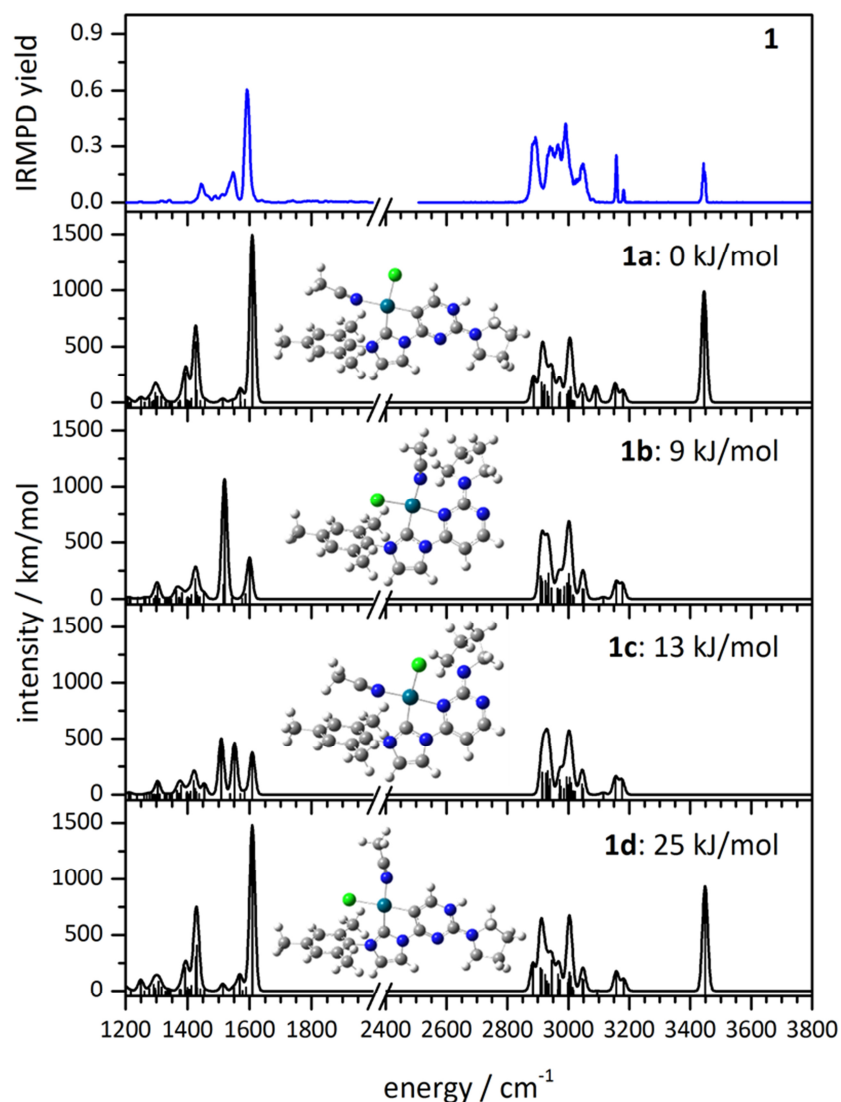 1
0.9
0.6
0.3
0.0
IRMPD yield
1a: 0 kJ/mol
1500
1000
500
0
1b: 9 kJ/mol
1500
1000
500
0
1c: 13 kJ/mol
1500
1000
500
0
1d: 25 kJ/mol
1500
1000
500
0
intensity / km/mol
1200 1400 1600 1800 2400 2600 2800 3000 3200 3400 3600 3800
energy / cm⁻¹